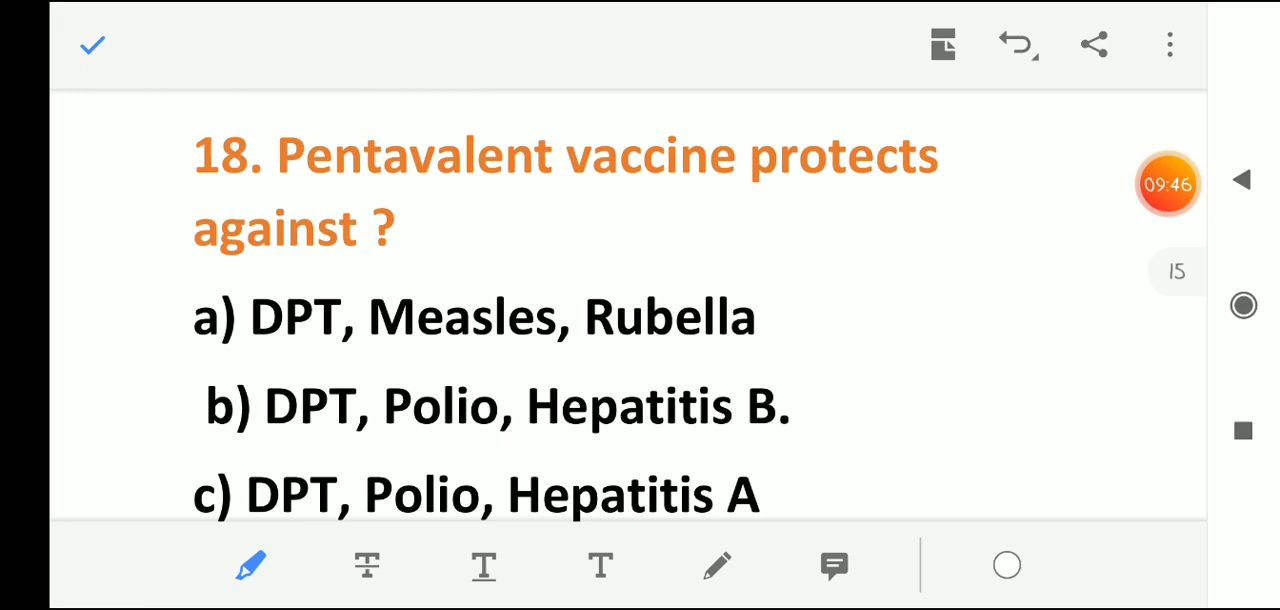 18. Pentavalent vaccine protects
against ?
09:46
15
a) DPT, Measles, Rubella
b) DPT, Polio, Hepatitis B.
c) DPT, Polio, Hepatitis A
T
T
T